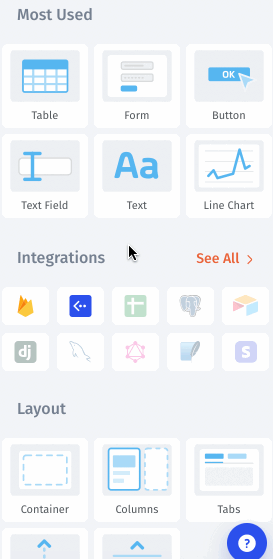 Most Used
OK
Table
Form
Button
Aa
Text Field
Text
Line Chart
Integrations
See All >
dj
S
Layout
Container
Columns
Tabs
?